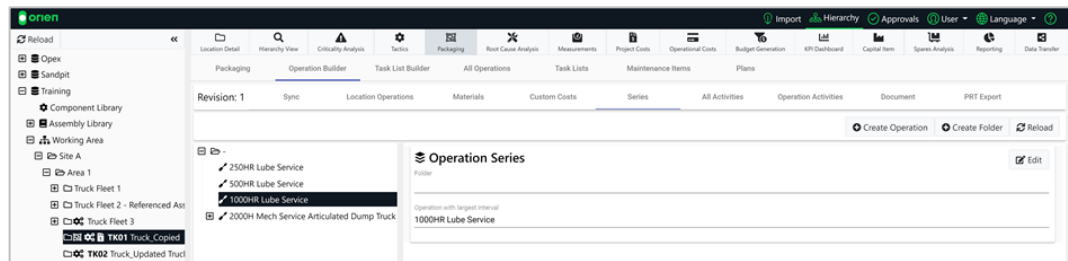 orien
Import Hierarchy Approvals User Language
Reload
Location Detail Hierarchy View Criticality Analysis Tactics Packaging Root Cause Analysis Measurements Project Costs Operational Costs Budget Generation KPI Dashboard Capital Item Spares Analysis Reporting Data Transfer
Opex
Sandpit
Training
Component Library
Assembly Library
Working Area
Site A
Area 1
Truck Fleet 1
Truck Fleet 2 - Referenced Ass
Truck Fleet 3
TK01 Truck_Copied
TK02 Truck_Updated Truc
Packaging Operation Builder Task List Builder All Operations Task Lists Maintenance Items Plans
Revision: 1 Sync Location Operations Materials Custom Costs Series All Activities Operation Activities Document PRT Export
Create Operation Create Folder Reload
-
250HR Lube Service
500HR Lube Service
1000HR Lube Service
2000H Mech Service Articulated Dump Truck
Operation Series
Edit
Folder
Operation with largest interval
1000HR Lube Service